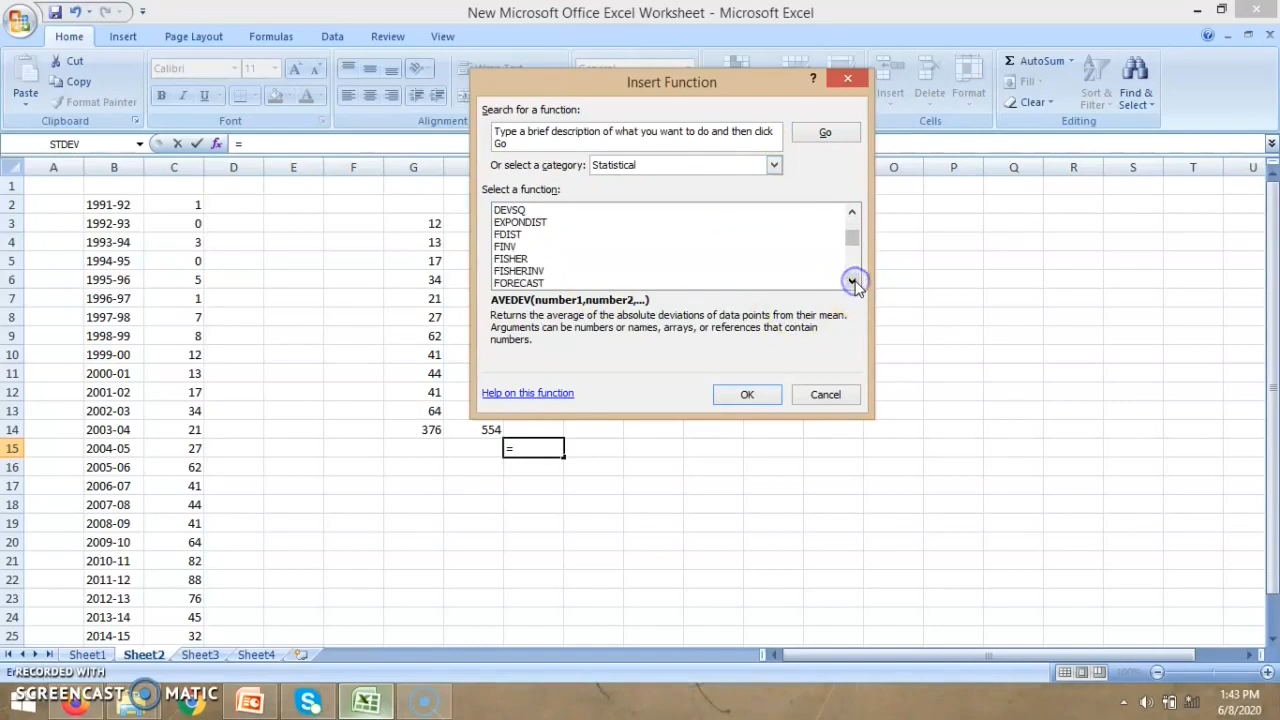 New Microsoft Office Excel Worksheet - Microsoft Excel
Home Insert Page Layout Formulas Data Review View
Cut
Copy
Format Painter
Paste
Clipboard
Calibri 11
B I U
Font
Alignment
Insert Delete Format
Cells
Σ AutoSum
Fill
Clear
Sort & Filter
Find & Select
Editing
Insert Function
Search for a function:
Type a brief description of what you want to do and then click
Go
Go
Or select a category: Statistical
Select a function:
DEVSQ
EXPONDIST
FDIST
FINV
FISHER
FISHERINV
FORECAST
AVEDEV(number1,number2,...)
Returns the average of the absolute deviations of data points from their mean.
Arguments can be numbers or names, arrays, or references that contain
numbers.
Help on this function
OK Cancel
STDEV fx =
A B C D E F G O P Q R S T U
1
2 1991-92 1
3 1992-93 0 12
4 1993-94 3 13
5 1994-95 0 17
6 1995-96 5 34
7 1996-97 1 21
8 1997-98 7 27
9 1998-99 8 62
10 1999-00 12 41
11 2000-01 13 44
12 2001-02 17 41
13 2002-03 34 64
14 2003-04 21 376 554
15 2004-05 27 =
16 2005-06 62
17 2006-07 41
18 2007-08 44
19 2008-09 41
20 2009-10 64
21 2010-11 82
22 2011-12 88
23 2012-13 76
24 2013-14 45
25 2014-15 32
Sheet1 Sheet2 Sheet3 Sheet4
100%
RECORDED WITH
SCREENCAST MATIC
1:43 PM
6/8/2020